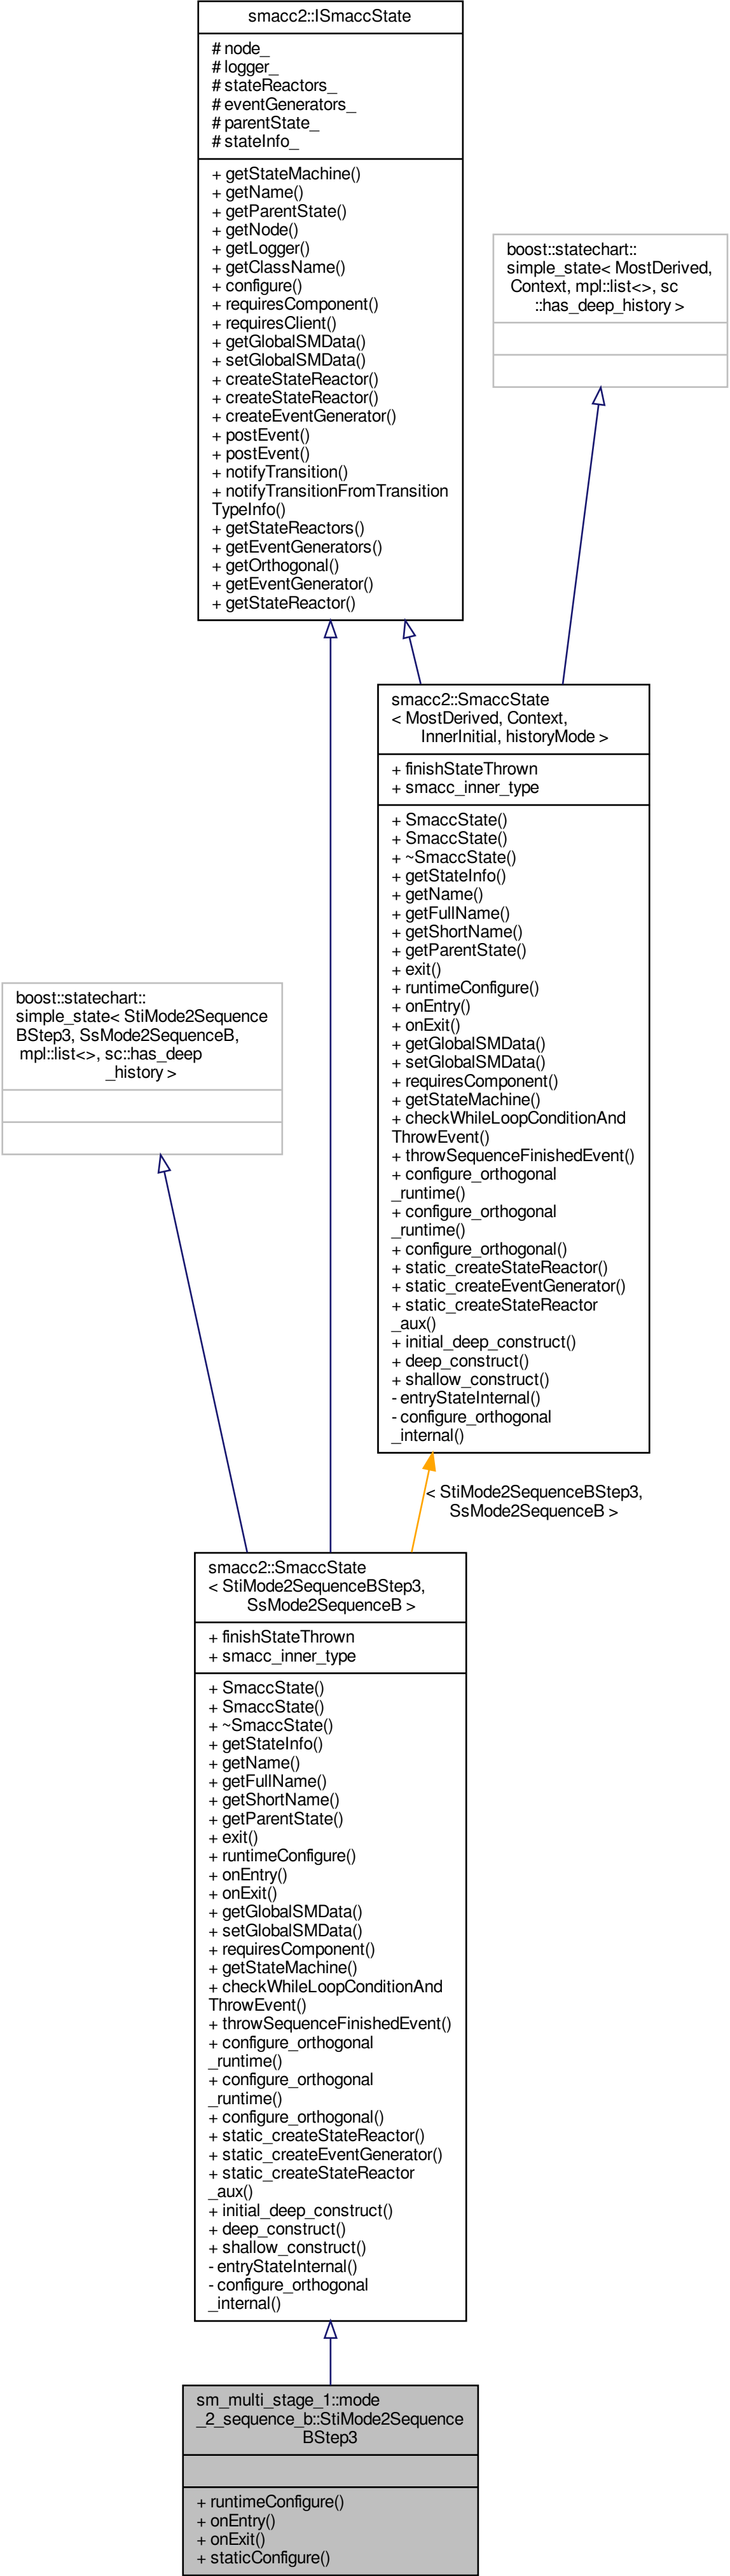 smacc2::ISmaccState
# node_
# logger_
# stateReactors_
# eventGenerators_
# parentState_
# stateInfo_
+ getStateMachine()
+ getName()
+ getParentState()
+ getNode()
+ getLogger()
+ getClassName()
+ configure()
+ requiresComponent()
+ requiresClient()
+ getGlobalSMData()
+ setGlobalSMData()
+ createStateReactor()
+ createStateReactor()
+ createEventGenerator()
+ postEvent()
+ postEvent()
+ notifyTransition()
+ notifyTransitionFromTransition
TypeInfo()
+ getStateReactors()
+ getEventGenerators()
+ getOrthogonal()
+ getEventGenerator()
+ getStateReactor()
boost::statechart::
simple_state< MostDerived,
Context, mpl::list<>, sc
::has_deep_history >
smacc2::SmaccState
< MostDerived, Context,
InnerInitial, historyMode >
+ finishStateThrown
+ smacc_inner_type
+ SmaccState()
+ SmaccState()
+ ~SmaccState()
+ getStateInfo()
+ getName()
+ getFullName()
+ getShortName()
+ getParentState()
+ exit()
+ runtimeConfigure()
+ onEntry()
+ onExit()
+ getGlobalSMData()
+ setGlobalSMData()
+ requiresComponent()
+ getStateMachine()
+ checkWhileLoopConditionAnd
ThrowEvent()
+ throwSequenceFinishedEvent()
+ configure_orthogonal
_runtime()
+ configure_orthogonal
_runtime()
+ configure_orthogonal()
+ static_createStateReactor()
+ static_createEventGenerator()
+ static_createStateReactor
_aux()
+ initial_deep_construct()
+ deep_construct()
+ shallow_construct()
- entryStateInternal()
- configure_orthogonal
_internal()
boost::statechart::
simple_state< StiMode2Sequence
BStep3, SsMode2SequenceB,
mpl::list<>, sc::has_deep
_history >
< StiMode2SequenceBStep3,
SsMode2SequenceB >
smacc2::SmaccState
< StiMode2SequenceBStep3,
SsMode2SequenceB >
+ finishStateThrown
+ smacc_inner_type
+ SmaccState()
+ SmaccState()
+ ~SmaccState()
+ getStateInfo()
+ getName()
+ getFullName()
+ getShortName()
+ getParentState()
+ exit()
+ runtimeConfigure()
+ onEntry()
+ onExit()
+ getGlobalSMData()
+ setGlobalSMData()
+ requiresComponent()
+ getStateMachine()
+ checkWhileLoopConditionAnd
ThrowEvent()
+ throwSequenceFinishedEvent()
+ configure_orthogonal
_runtime()
+ configure_orthogonal
_runtime()
+ configure_orthogonal()
+ static_createStateReactor()
+ static_createEventGenerator()
+ static_createStateReactor
_aux()
+ initial_deep_construct()
+ deep_construct()
+ shallow_construct()
- entryStateInternal()
- configure_orthogonal
_internal()
sm_multi_stage_1::mode
_2_sequence_b::StiMode2Sequence
BStep3
+ runtimeConfigure()
+ onEntry()
+ onExit()
+ staticConfigure()